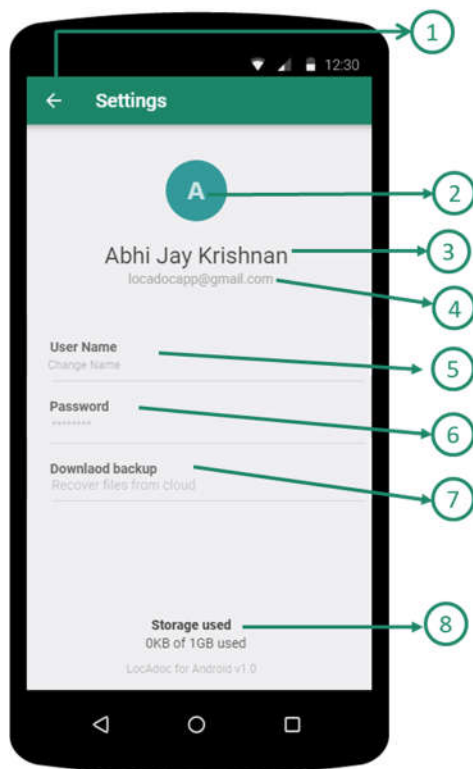 1
12:30
Settings
A
2
Abhi Jay Krishnan
3
locadocapp@gmail.com
4
User Name
Change Name
5
Password
********
6
Downlaod backup
Recover files from cloud
7
Storage used
8
0KB of 1GB used
LocAdoc for Android v1.0